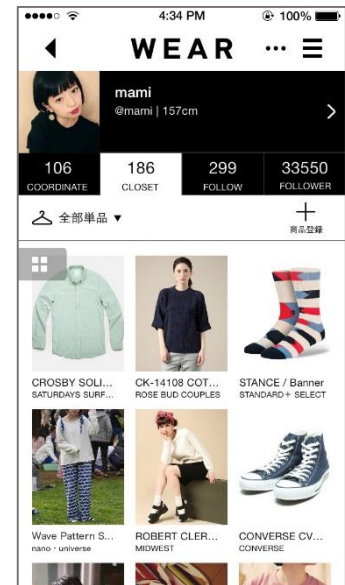 4:34 PM
100%
WEAR
mami
@mami | 157cm
106 186 299 33550
COORDINATE CLOSET FOLLOW FOLLOWER
全部単品 ▼
商品登録
CROSBY SOLI... CK-14108 COT... STANCE / Banner
SATURDAYS SURF... ROSE BUD COUPLES STANDARD+ SELECT
Wave Pattern S... ROBERT CLER... CONVERSE CV...
nano・universe MIDWEST CONVERSE